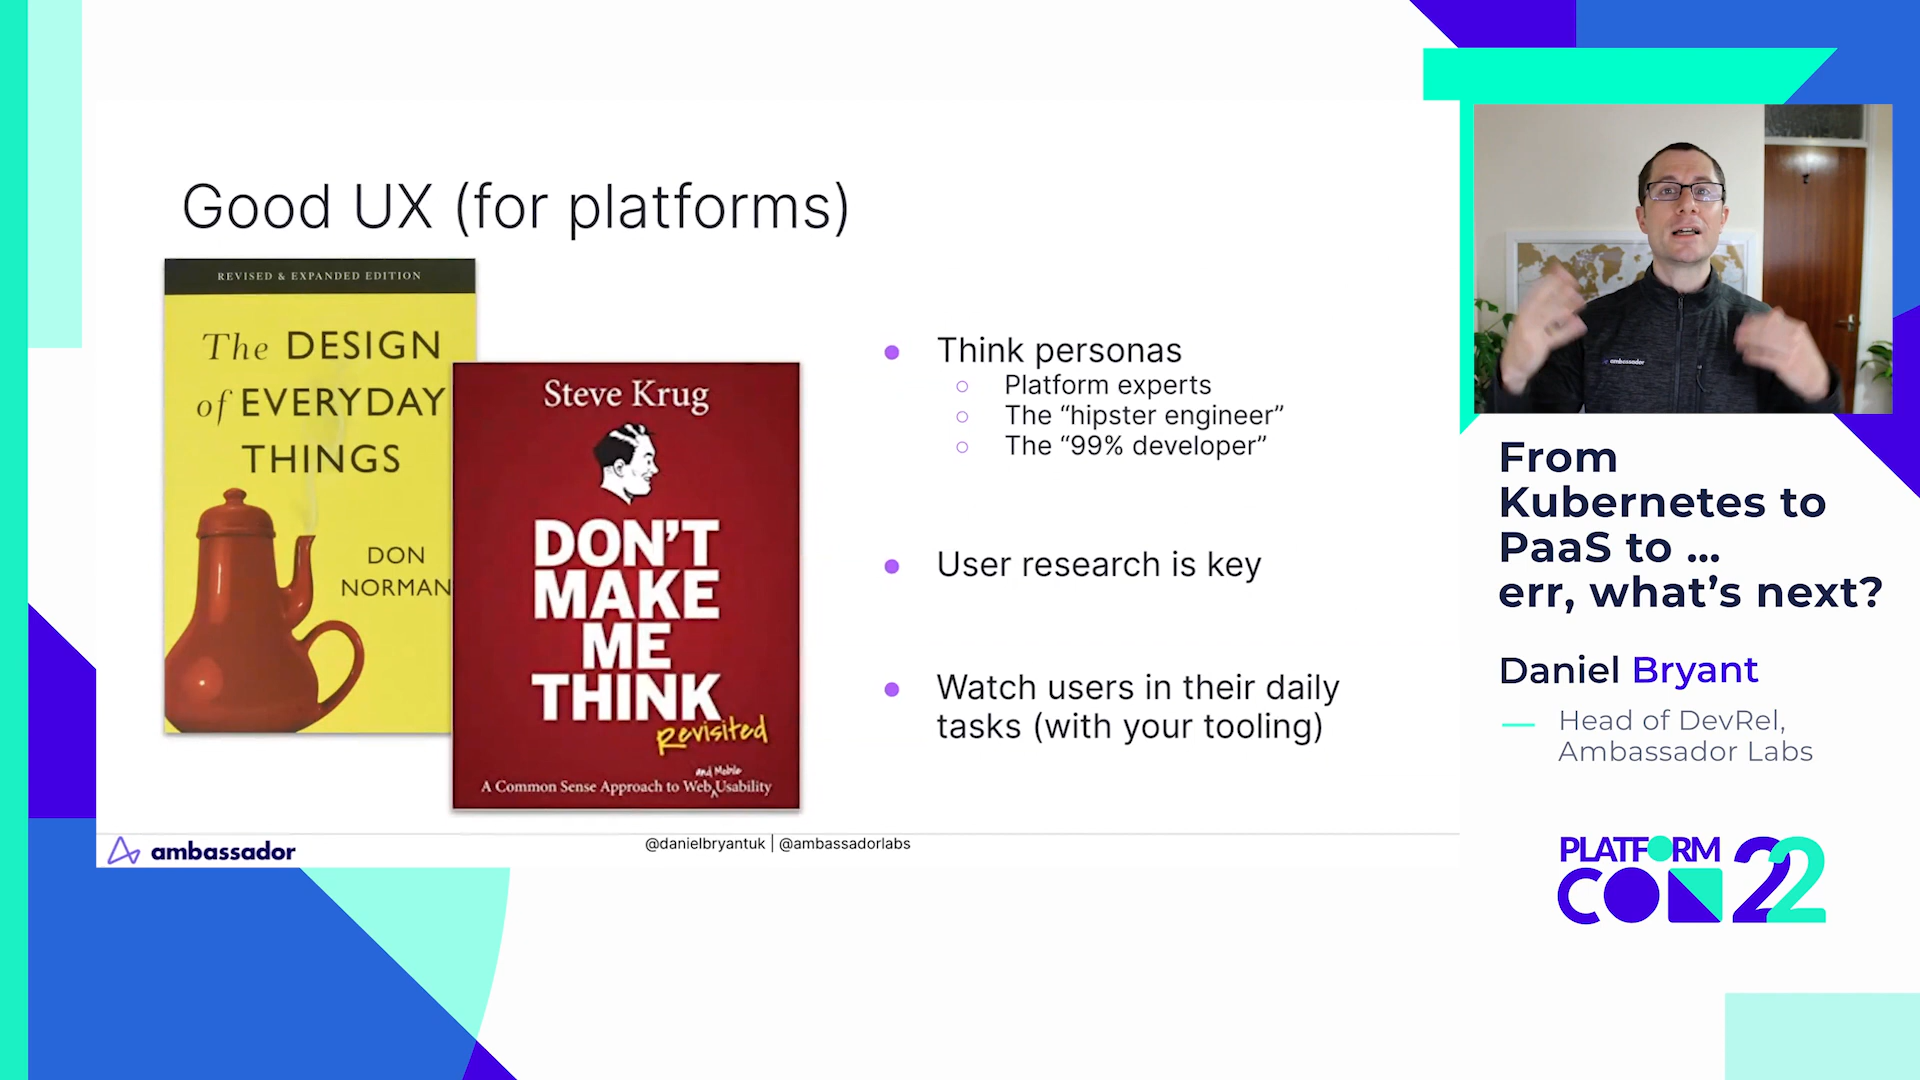 Good UX (for platforms)
REVISED & EXPANDED EDITION
The DESIGN
of EVERYDAY
THINGS
DON
NORMAN
Steve Krug
DON'T
MAKE
ME
THINK
Revisited
and Mobile
A Common Sense Approach to Web Usability
Think personas
Platform experts
The “hipster engineer”
The “99% developer”
User research is key
Watch users in their daily
tasks (with your tooling)
ambassador
@danielbryantuk | @ambassadorlabs
ambassador
From
Kubernetes to
PaaS to ...
err, what’s next?
Daniel Bryant
Head of DevRel,
Ambassador Labs
PLATFORM
CON 22